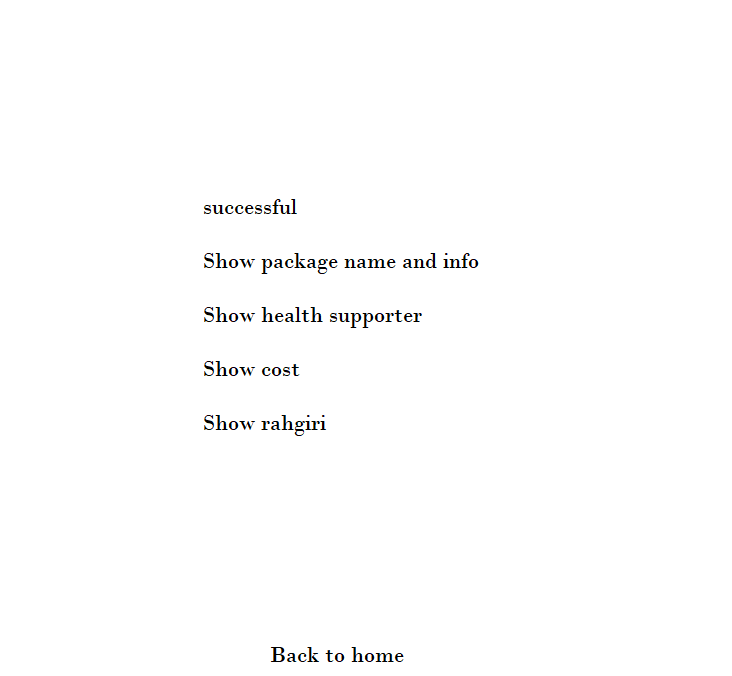 successful
Show package name and info
Show health supporter
Show cost
Show rahgiri
Back to home